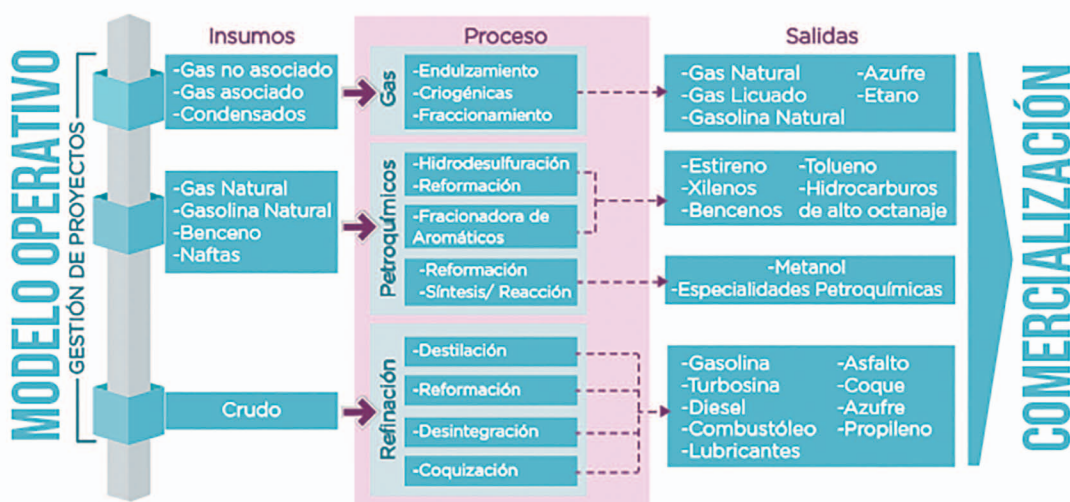 MODELO OPERATIVO
GESTIÓN DE PROYECTOS
Insumos
-Gas no asociado
-Gas asociado
-Condensados
-Gas Natural
-Gasolina Natural
-Benceno
-Naftas
Crudo
Proceso
Gas
-Endulzamiento
-Criogénicas
-Fraccionamiento
Petroquímicos
-Hidrodesulfuración
-Reformación
-Fracionadora de
Aromáticos
-Reformación
-Síntesis/ Reacción
Refinación
-Destilación
-Reformación
-Desintegración
-Coquización
Salidas
-Gas Natural
-Gas Licuado
-Gasolina Natural
-Azufre
-Etano
-Estireno
-Xilenos
-Bencenos
-Tolueno
-Hidrocarburos
de alto octanaje
-Metanol
-Especialidades Petroquímicas
-Gasolina
-Turbosina
-Diesel
-Combustóleo
-Lubricantes
-Asfalto
-Coque
-Azufre
-Propileno
COMERCIALIZACIÓN